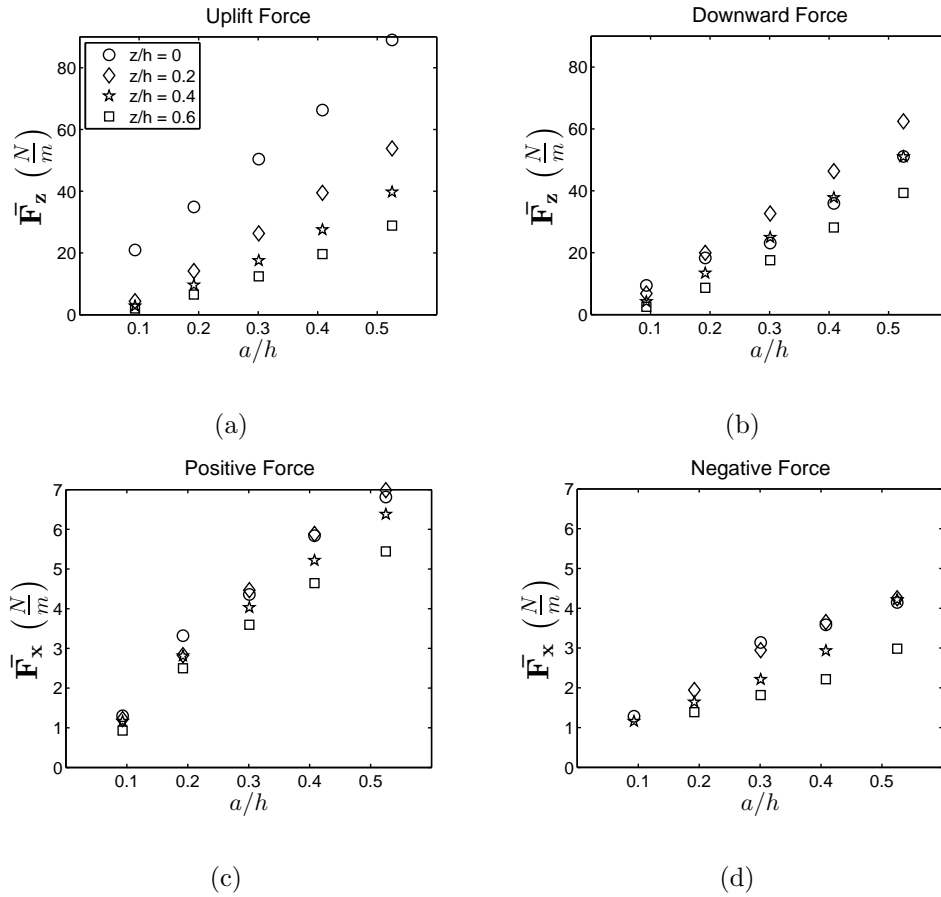 Uplift Force
80
60
40
20
0
z/h = 0
z/h = 0.2
z/h = 0.4
z/h = 0.6
F̄z (N/m)
0.1 0.2 0.3 0.4 0.5
a/h
(a)
Downward Force
80
60
40
20
0
F̄z (N/m)
0.1 0.2 0.3 0.4 0.5
a/h
(b)
Positive Force
7
6
5
4
3
2
1
0
F̄x (N/m)
0.1 0.2 0.3 0.4 0.5
a/h
(c)
Negative Force
7
6
5
4
3
2
1
0
F̄x (N/m)
0.1 0.2 0.3 0.4 0.5
a/h
(d)